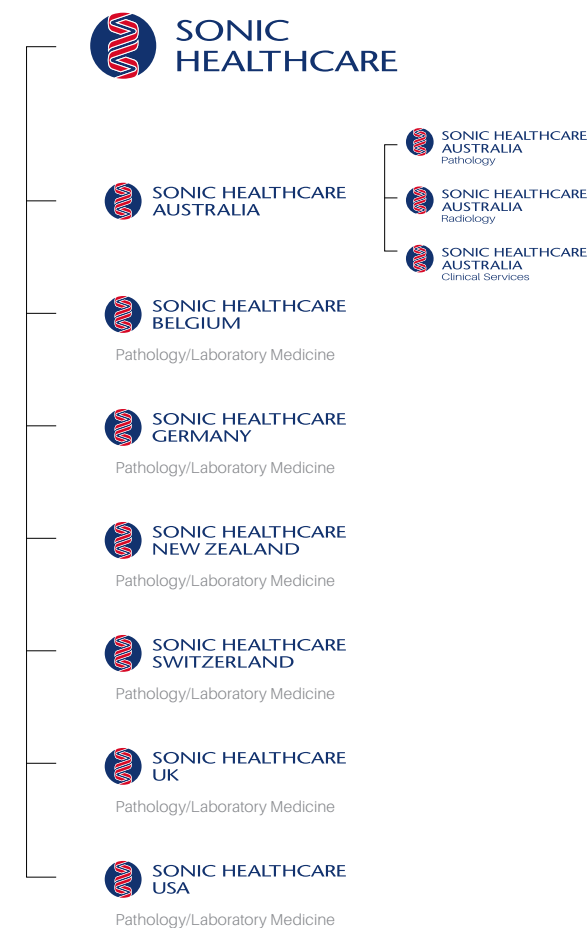 SONIC
HEALTHCARE
SONIC HEALTHCARE
AUSTRALIA
SONIC HEALTHCARE
AUSTRALIA
Pathology
SONIC HEALTHCARE
AUSTRALIA
Radiology
SONIC HEALTHCARE
AUSTRALIA
Clinical Services
SONIC HEALTHCARE
BELGIUM
Pathology/Laboratory Medicine
SONIC HEALTHCARE
GERMANY
Pathology/Laboratory Medicine
SONIC HEALTHCARE
NEW ZEALAND
Pathology/Laboratory Medicine
SONIC HEALTHCARE
SWITZERLAND
Pathology/Laboratory Medicine
SONIC HEALTHCARE
UK
Pathology/Laboratory Medicine
SONIC HEALTHCARE
USA
Pathology/Laboratory Medicine